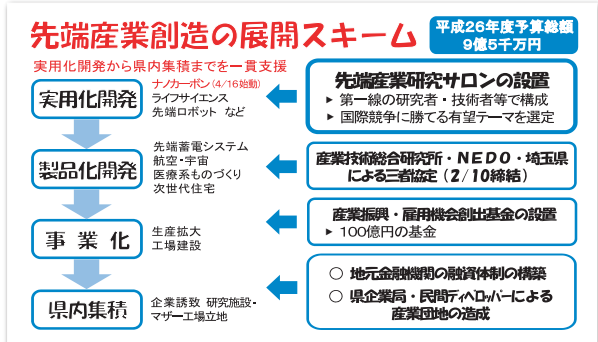 先端産業創造の展開スキーム
平成26年度予算総額
9億5千万円
実用化開発から県内集積までを一貫支援
実用化開発
ナノカーボン(4/16始動)
ライフサイエンス
先端ロボット など
先端産業研究サロンの設置
▶ 第一線の研究者・技術者等で構成
▶ 国際競争に勝てる有望テーマを選定
製品化開発
先端蓄電システム
航空・宇宙
医療系ものづくり
次世代住宅
産業技術総合研究所・NEDO・埼玉県
による三者協定(2/10締結)
事業化
生産拡大
工場建設
産業振興・雇用機会創出基金の設置
▶ 100億円の基金
県内集積
企業誘致 研究施設・
マザー工場立地
○ 地元金融機関の融資体制の構築
○ 県企業局・民間ディベロッパーによる
産業団地の造成